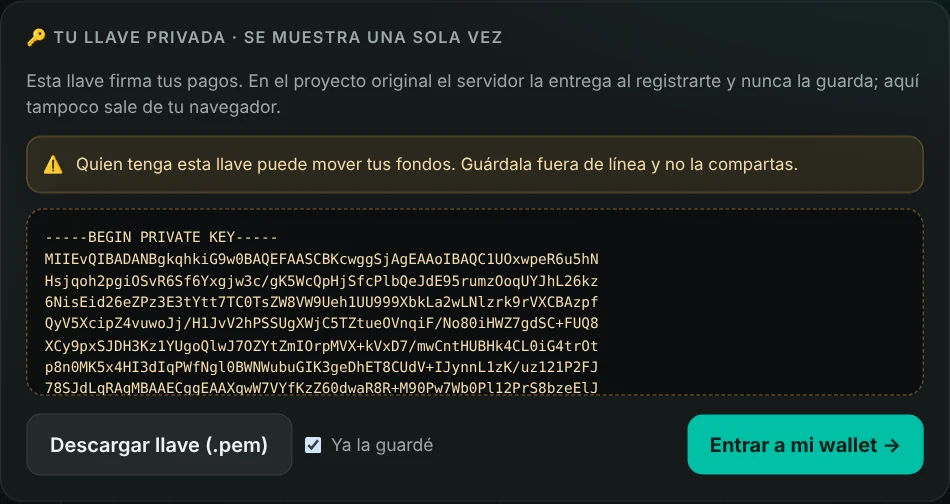 🔑 TU LLAVE PRIVADA · SE MUESTRA UNA SOLA VEZ
Esta llave firma tus pagos. En el proyecto original el servidor la entrega al registrarte y nunca la guarda; aquí
tampoco sale de tu navegador.
⚠️ Quien tenga esta llave puede mover tus fondos. Guárdala fuera de línea y no la compartas.
-----BEGIN PRIVATE KEY-----
MIIEvQIBADANBgkqhkiG9w0BAQEFAASCBKcwggSjAgEAAoIBAQC1UOxwpeR6u5hN
Hsjqoh2pgiOSvR6Sf6Yxgjw3c/gK5WcQpHjSfcPlbQeJdE95rumzOoqUYJhL26kz
6NisEid26eZPz3E3tYtt7TC0TsZW8VW9Ueh1UU999XbkLa2wLNlzrk9rVXCBAzpf
QyV5XcipZ4vuwoJj/H1JvV2hPSSUgXWjC5TZtueOVnqiF/No80iHWZ7gdSC+FUQ8
XCy9pxSJDH3Kz1YUgoQlwJ7OZYtZmIOrpMVX+kVxD7/mwCntHUBHk4CL0iG4trOt
p8n0MK5x4HI3dIqPWfNgl0BWNWubuGIK3geDhET8CUdV+IJynnL1zK/uz121P2FJ
78SJdLqRAgMBAAECggEAAXqwW7VYfKzZ60dwaR8R+M90Pw7Wb0Pl12PrS8bzeElJ
Descargar llave (.pem)
Ya la guardé
Entrar a mi wallet →